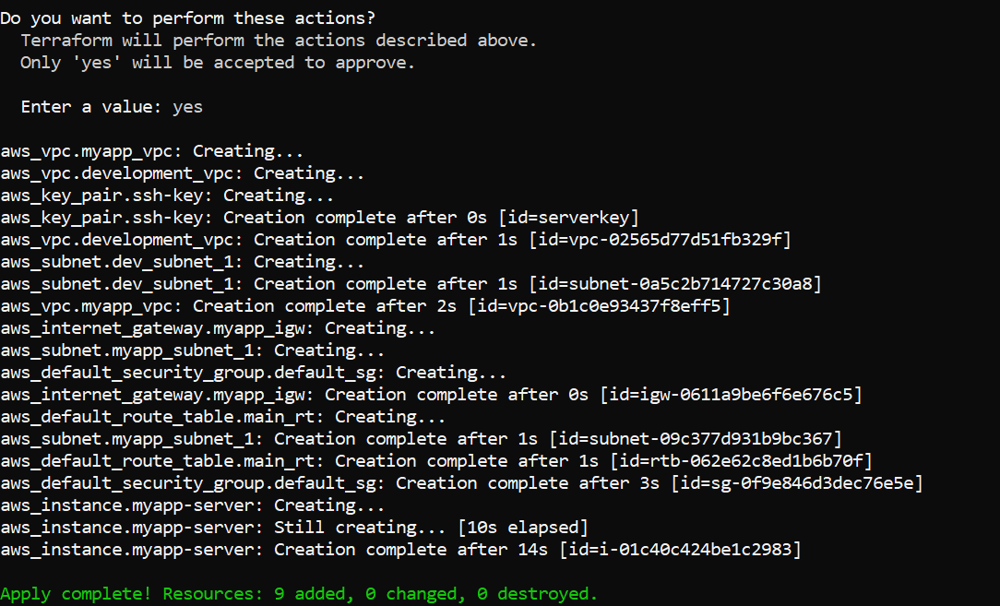 Do you want to perform these actions?
  Terraform will perform the actions described above.
  Only 'yes' will be accepted to approve.

  Enter a value: yes

aws_vpc.myapp_vpc: Creating...
aws_vpc.development_vpc: Creating...
aws_key_pair.ssh-key: Creating...
aws_key_pair.ssh-key: Creation complete after 0s [id=serverkey]
aws_vpc.development_vpc: Creation complete after 1s [id=vpc-02565d77d51fb329f]
aws_subnet.dev_subnet_1: Creating...
aws_subnet.dev_subnet_1: Creation complete after 1s [id=subnet-0a5c2b714727c30a8]
aws_vpc.myapp_vpc: Creation complete after 2s [id=vpc-0b1c0e93437f8eff5]
aws_internet_gateway.myapp_igw: Creating...
aws_subnet.myapp_subnet_1: Creating...
aws_default_security_group.default_sg: Creating...
aws_internet_gateway.myapp_igw: Creation complete after 0s [id=igw-0611a9be6f6e676c5]
aws_default_route_table.main_rt: Creating...
aws_subnet.myapp_subnet_1: Creation complete after 1s [id=subnet-09c377d931b9bc367]
aws_default_route_table.main_rt: Creation complete after 1s [id=rtb-062e62c8ed1b6b70f]
aws_default_security_group.default_sg: Creation complete after 3s [id=sg-0f9e846d3dec76e5e]
aws_instance.myapp-server: Creating...
aws_instance.myapp-server: Still creating... [10s elapsed]
aws_instance.myapp-server: Creation complete after 14s [id=i-01c40c424be1c2983]

Apply complete! Resources: 9 added, 0 changed, 0 destroyed.